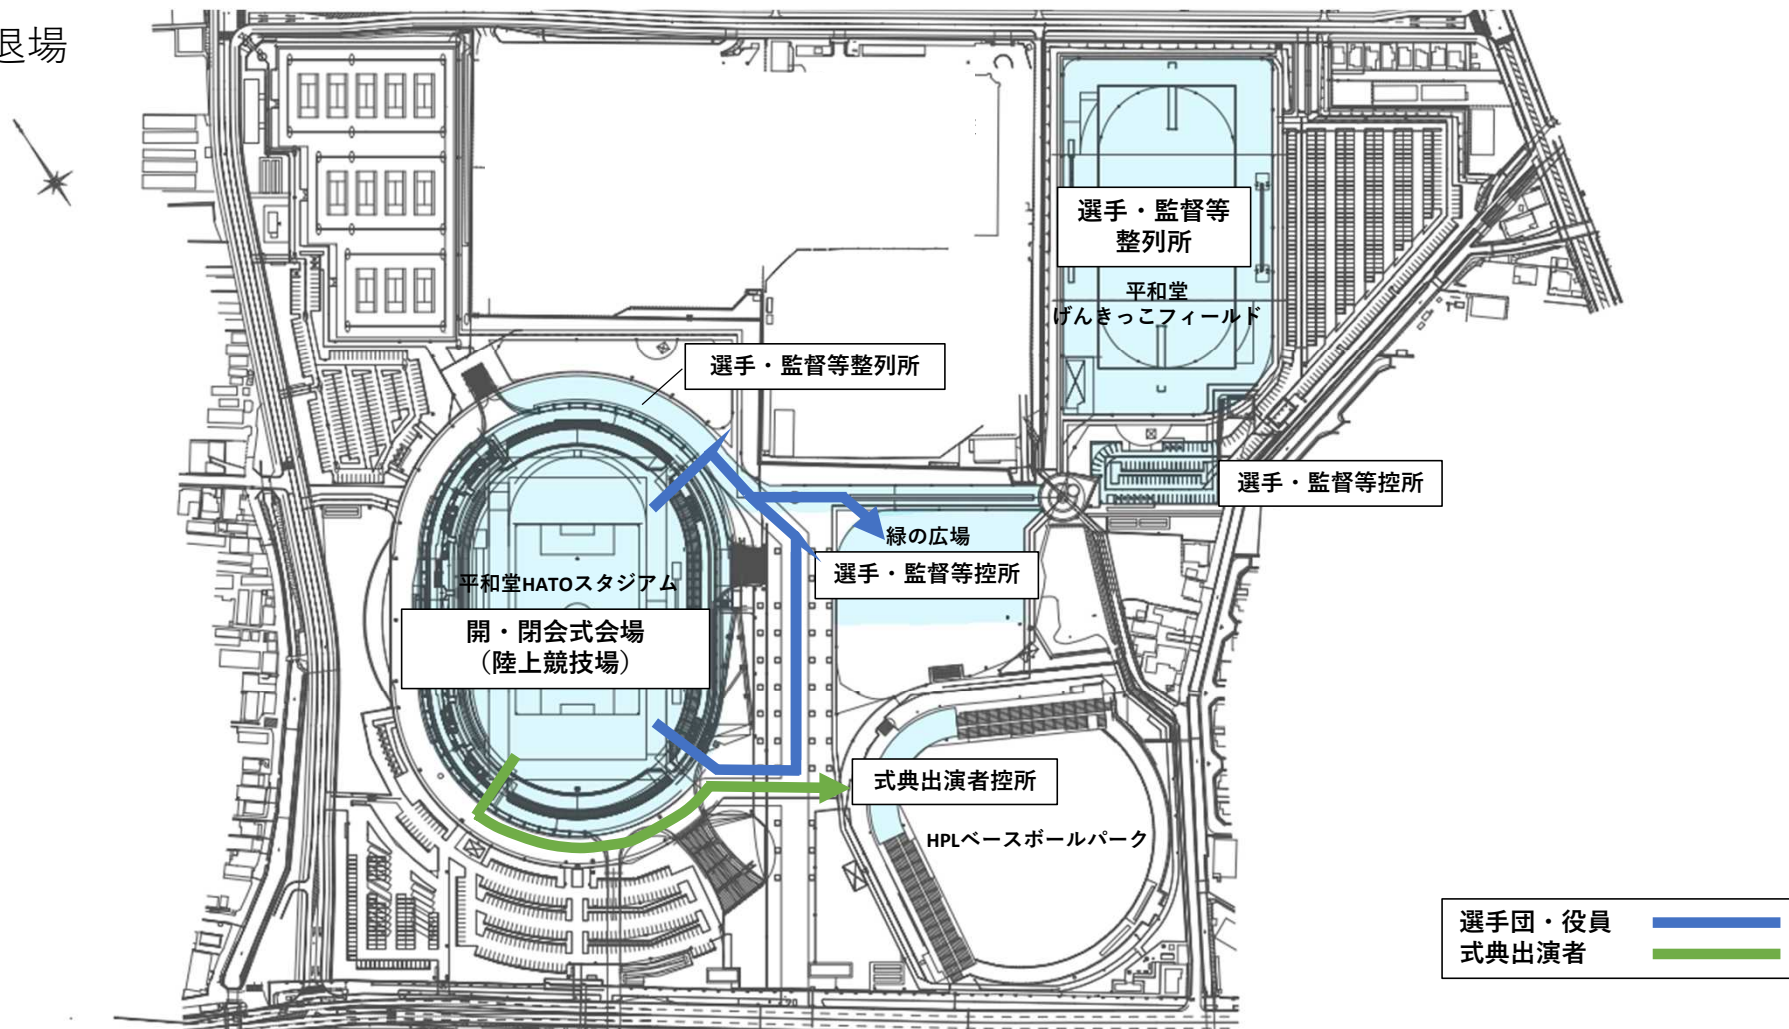 退場
選手・監督等
整列所
平和堂
げんきっこフィールド
選手・監督等整列所
選手・監督等控所
緑の広場
選手・監督等控所
平和堂HATOスタジアム
開・閉会式会場
（陸上競技場）
式典出演者控所
HPLベースボールパーク
選手団・役員
式典出演者